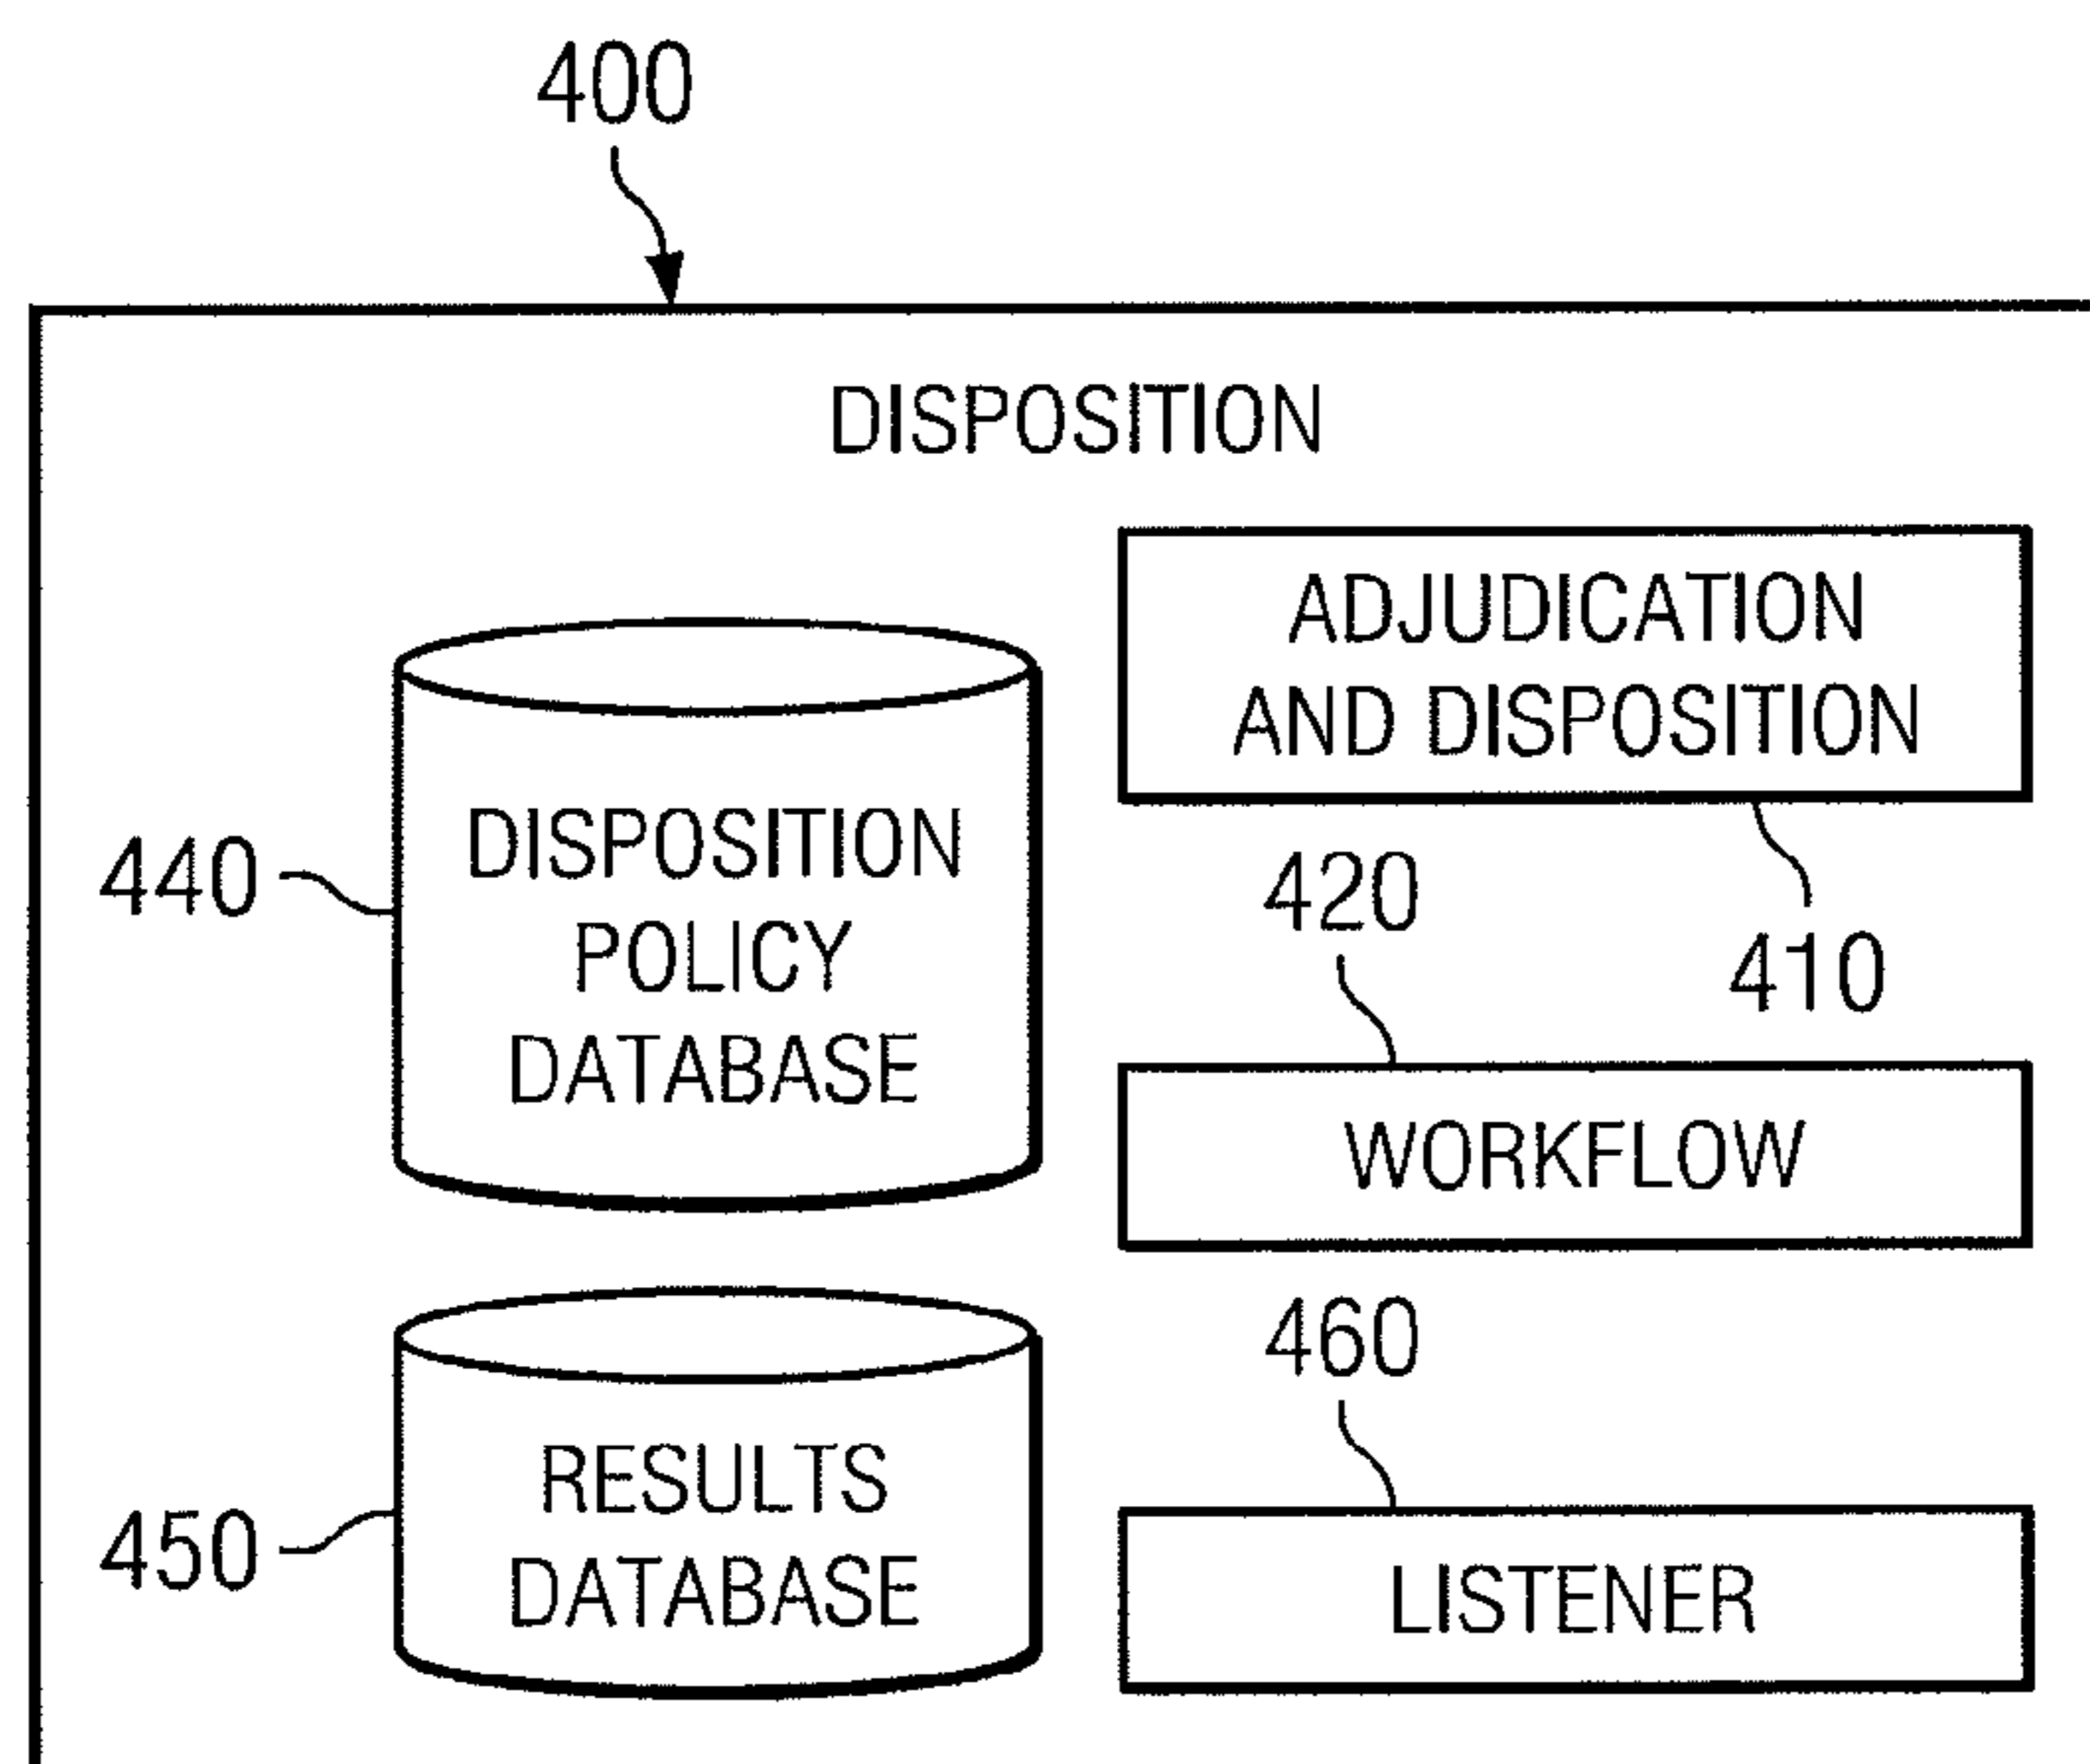 400
DISPOSITION
ADJUDICATION
AND DISPOSITION
410
440
DISPOSITION
POLICY
DATABASE
420
WORKFLOW
450
RESULTS
DATABASE
460
LISTENER